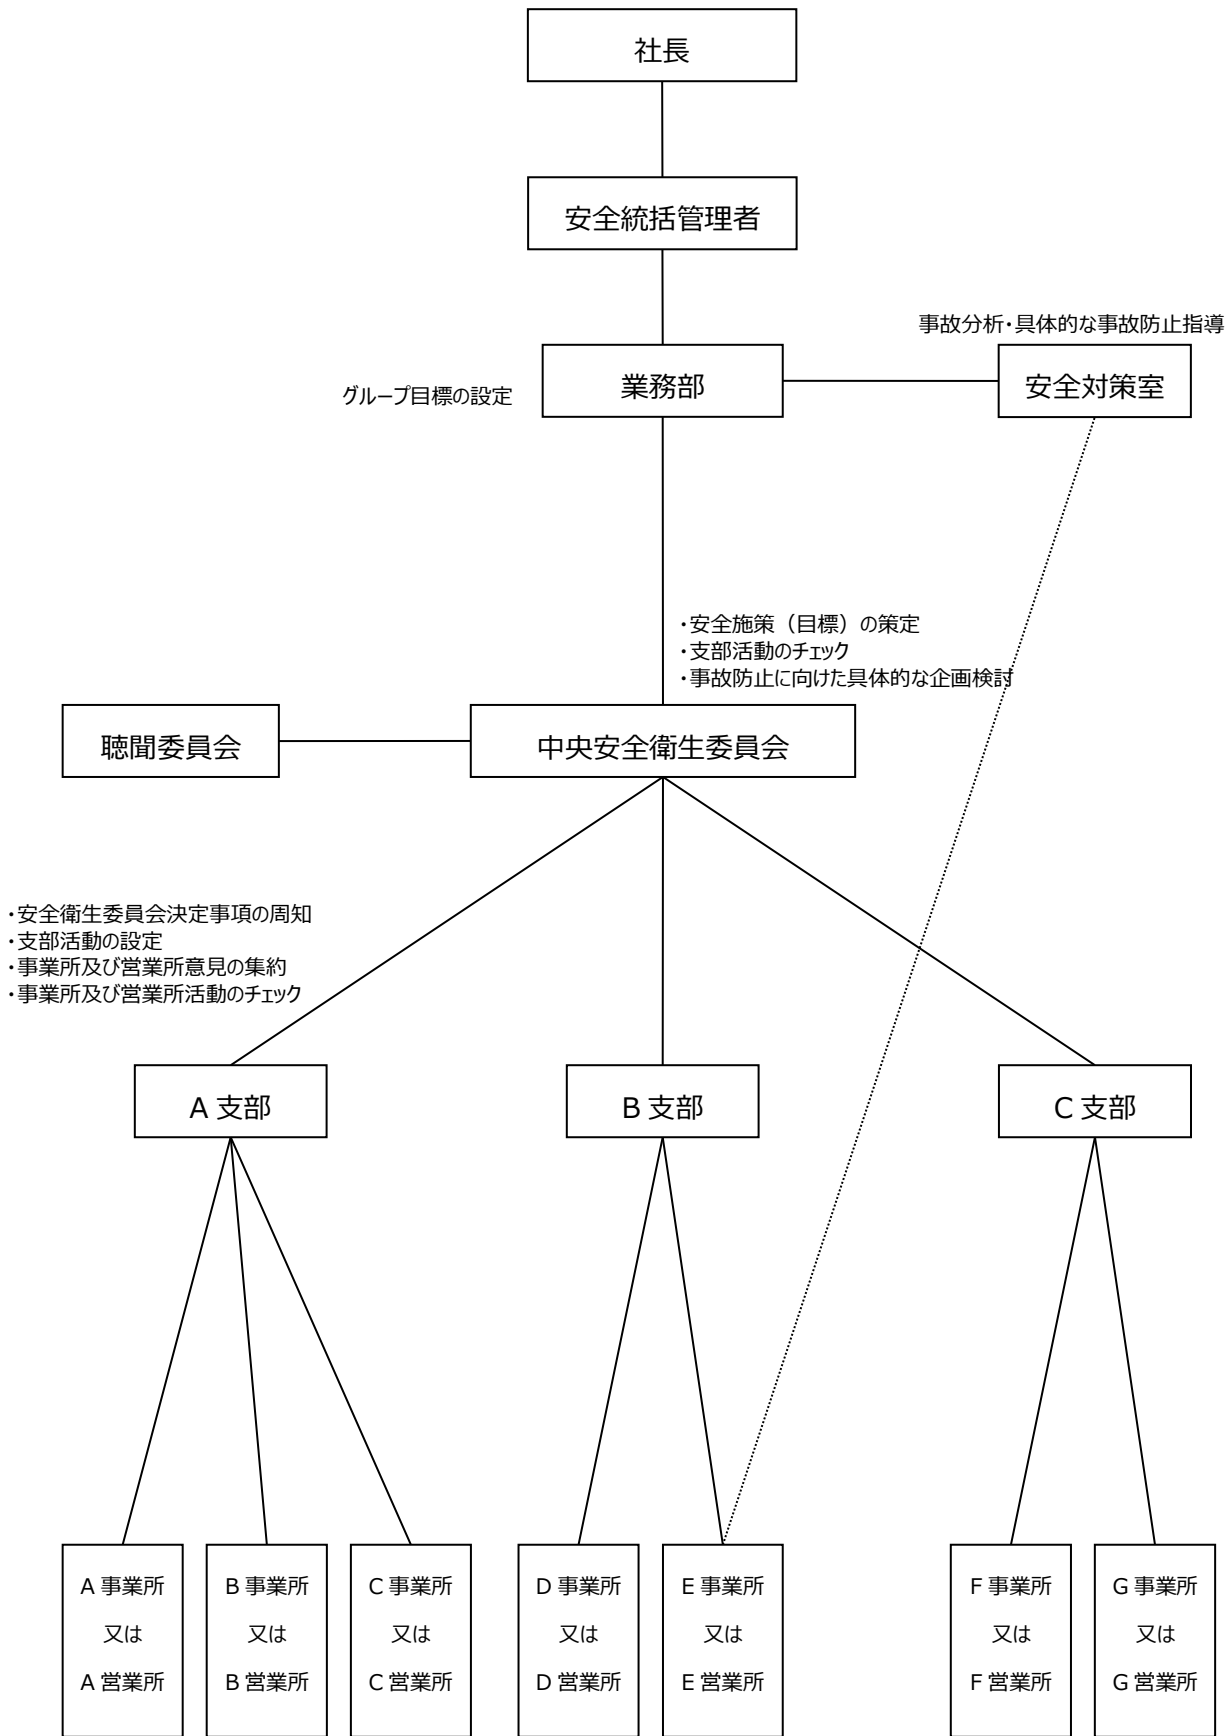 社長
安全統括管理者
事故分析・具体的な事故防止指導
グループ目標の設定
業務部
安全対策室
・安全施策（目標）の策定
・支部活動のチェック
・事故防止に向けた具体的な企画検討
聴聞委員会
中央安全衛生委員会
・安全衛生委員会決定事項の周知
・支部活動の設定
・事業所及び営業所意見の集約
・事業所及び営業所活動のチェック
A 支部
B 支部
C 支部
A 事業所
又は
A 営業所
B 事業所
又は
B 営業所
C 事業所
又は
C 営業所
D 事業所
又は
D 営業所
E 事業所
又は
E 営業所
F 事業所
又は
F 営業所
G 事業所
又は
G 営業所